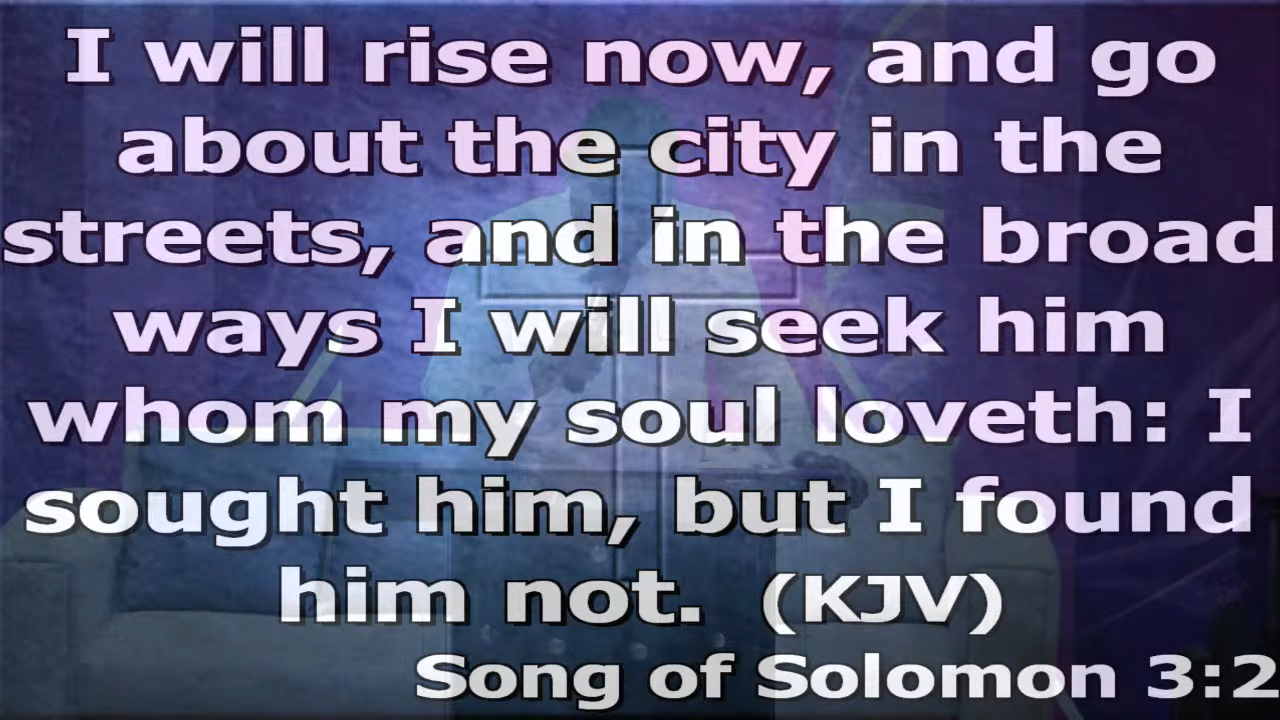 I will rise now, and go
about the city in the
streets, and in the broad
ways I will seek him
whom my soul loveth: I
sought him, but I found
him not. (KJV)
Song of Solomon 3:2